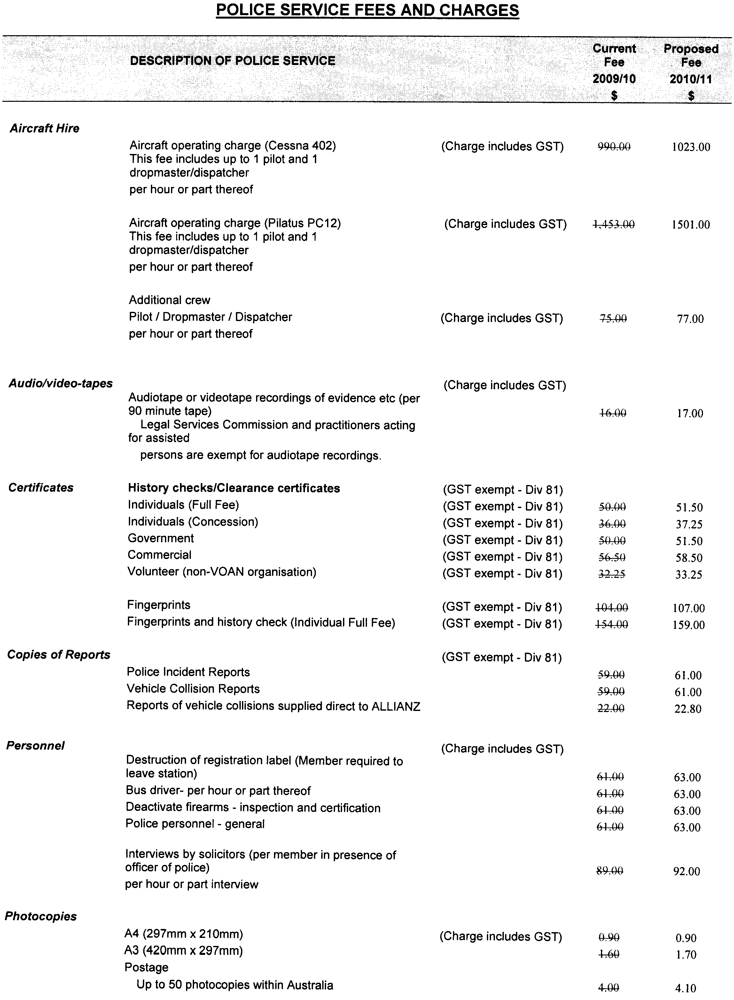 POLICE SERVICE FEES AND CHARGES
DESCRIPTION OF POLICE SERVICE
Current Fee 2009/10 $
Proposed Fee 2010/11 $
Aircraft Hire
Aircraft operating charge (Cessna 402) (Charge includes GST) 990.00 1023.00
This fee includes up to 1 pilot and 1
dropmaster/dispatcher
per hour or part thereof
Aircraft operating charge (Pilatus PC12) (Charge includes GST) 1,453.00 1501.00
This fee includes up to 1 pilot and 1
dropmaster/dispatcher
per hour or part thereof
Additional crew
Pilot / Dropmaster / Dispatcher (Charge includes GST) 75.00 77.00
per hour or part thereof
Audio/video-tapes (Charge includes GST)
Audiotape or videotape recordings of evidence etc (per
90 minute tape) 16.00 17.00
Legal Services Commission and practitioners acting
for assisted
persons are exempt for audiotape recordings.
Certificates History checks/Clearance certificates (GST exempt - Div 81)
Individuals (Full Fee) (GST exempt - Div 81) 50.00 51.50
Individuals (Concession) (GST exempt - Div 81) 36.00 37.25
Government (GST exempt - Div 81) 50.00 51.50
Commercial (GST exempt - Div 81) 56.50 58.50
Volunteer (non-VOAN organisation) (GST exempt - Div 81) 32.25 33.25
Fingerprints (GST exempt - Div 81) 104.00 107.00
Fingerprints and history check (Individual Full Fee) (GST exempt - Div 81) 154.00 159.00
Copies of Reports (GST exempt - Div 81)
Police Incident Reports 59.00 61.00
Vehicle Collision Reports 59.00 61.00
Reports of vehicle collisions supplied direct to ALLIANZ 22.00 22.80
Personnel (Charge includes GST)
Destruction of registration label (Member required to
leave station) 61.00 63.00
Bus driver- per hour or part thereof 61.00 63.00
Deactivate firearms - inspection and certification 61.00 63.00
Police personnel - general 61.00 63.00
Interviews by solicitors (per member in presence of
officer of police) 89.00 92.00
per hour or part interview
Photocopies
A4 (297mm x 210mm) (Charge includes GST) 0.90 0.90
A3 (420mm x 297mm) 1.60 1.70
Postage
Up to 50 photocopies within Australia 4.00 4.10